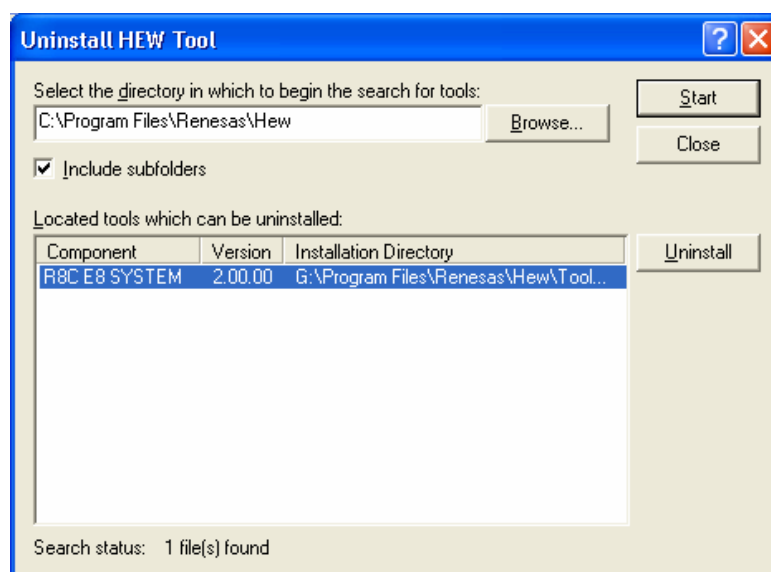 Uninstall HEW Tool
Select the directory in which to begin the search for tools:
C:\Program Files\Renesas\Hew
Browse...
Start
Close
Include subfolders
Located tools which can be uninstalled:
Component Version Installation Directory
R8C E8 SYSTEM 2.00.00 G:\Program Files\Renesas\Hew\Tool...
Uninstall
Search status: 1 file(s) found